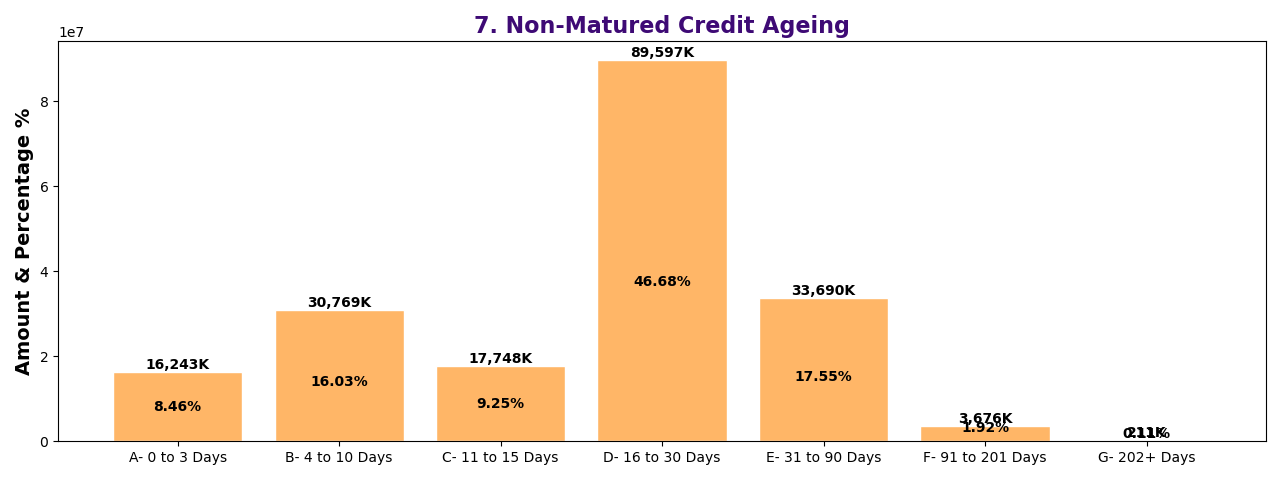 7. Non-Matured Credit Ageing
1e7
Amount & Percentage %
8
6
4
2
0
89,597K
46.68%
33,690K
30,769K
17.55%
16.03%
17,748K
16,243K
9.25%
8.46%
3,676K
1.92%
211K
0.11%
A- 0 to 3 Days
B- 4 to 10 Days
C- 11 to 15 Days
D- 16 to 30 Days
E- 31 to 90 Days
F- 91 to 201 Days
G- 202+ Days